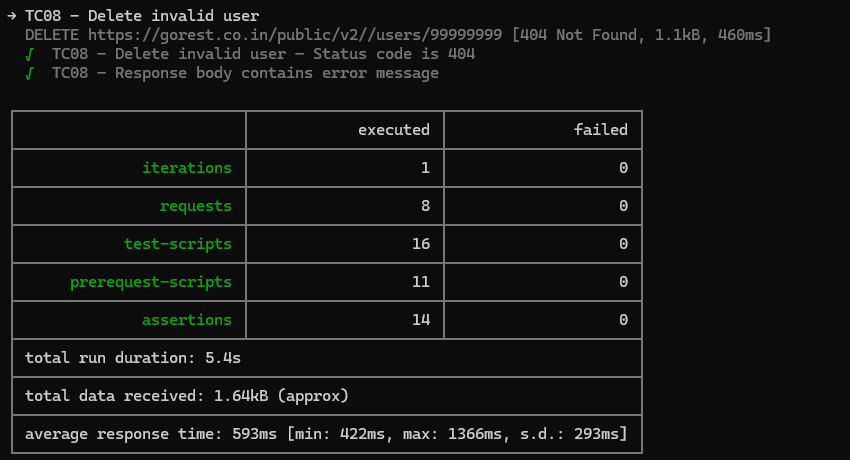 → TC08 – Delete invalid user
DELETE https://gorest.co.in/public/v2//users/99999999 [404 Not Found, 1.1kB, 460ms]
√ TC08 – Delete invalid user – Status code is 404
√ TC08 – Response body contains error message
executed failed
iterations 1 0
requests 8 0
test-scripts 16 0
prerequest-scripts 11 0
assertions 14 0
total run duration: 5.4s
total data received: 1.64kB (approx)
average response time: 593ms [min: 422ms, max: 1366ms, s.d.: 293ms]